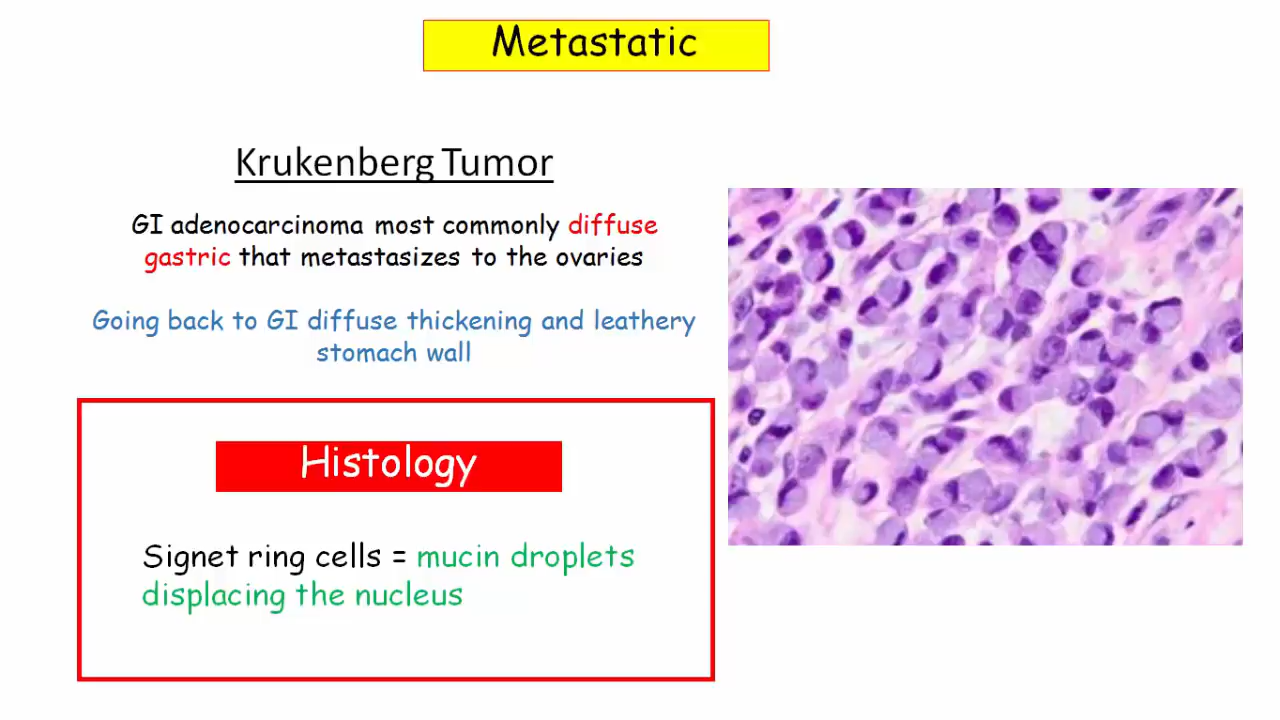 Metastatic
Krukenberg Tumor
GI adenocarcinoma most commonly diffuse
gastric that metastasizes to the ovaries
Going back to GI diffuse thickening and leathery
stomach wall
Histology
Signet ring cells = mucin droplets
displacing the nucleus